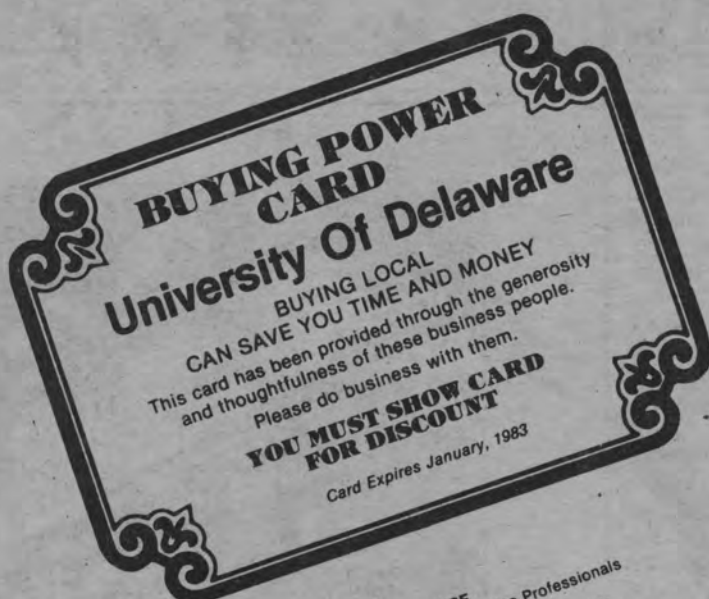 BUYING POWER
CARD
University Of Delaware
BUYING LOCAL
CAN SAVE YOU TIME AND MONEY
This card has been provided through the generosity
and thoughtfulness of these business people.
Please do business with them.
YOU MUST SHOW CARD
FOR DISCOUNT
Card Expires January, 1983
Professionals